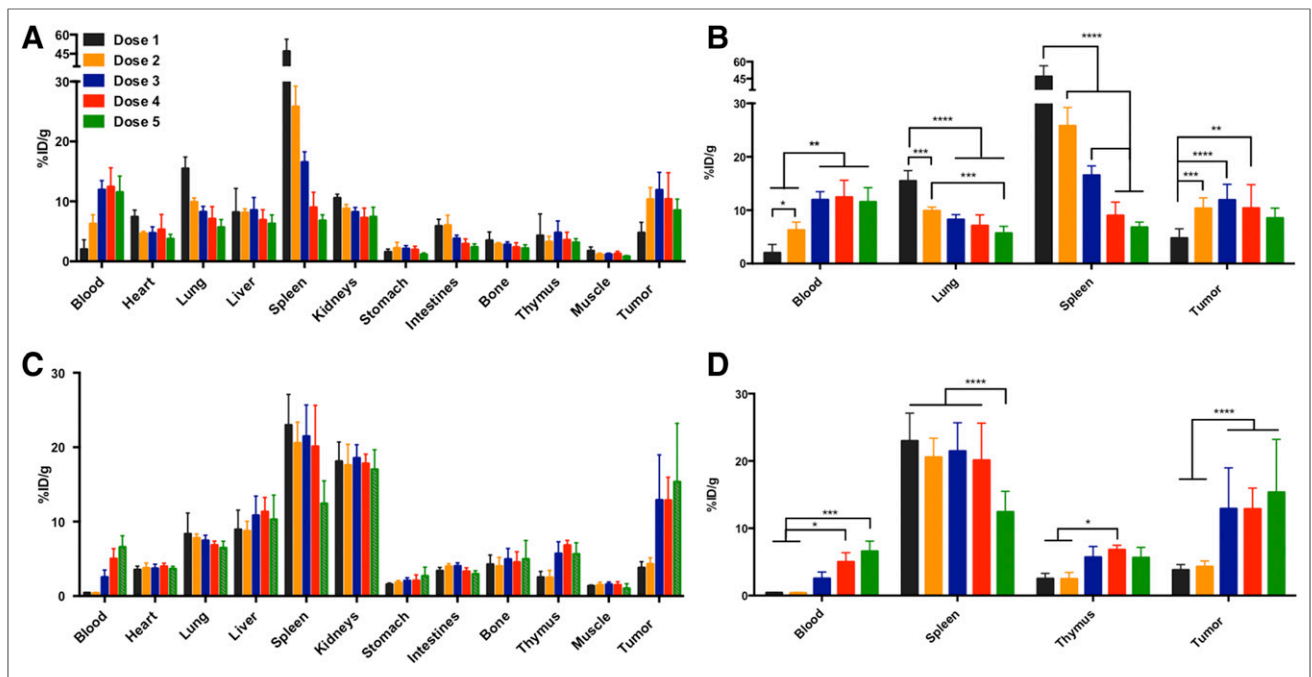 A
60
45
30
20
10
0
%ID/g
Dose 1
Dose 2
Dose 3
Dose 4
Dose 5
Blood
Heart
Lung
Liver
Spleen
Kidneys
Stomach
Intestines
Bone
Thymus
Muscle
Tumor
B
60
45
30
20
10
0
%ID/g
*
**
***
****
***
****
**
****
***
Blood
Lung
Spleen
Tumor
C
30
20
10
0
%ID/g
Blood
Heart
Lung
Liver
Spleen
Kidneys
Stomach
Intestines
Bone
Thymus
Muscle
Tumor
D
30
20
10
0
%ID/g
***
*
****
*
****
Blood
Spleen
Thymus
Tumor